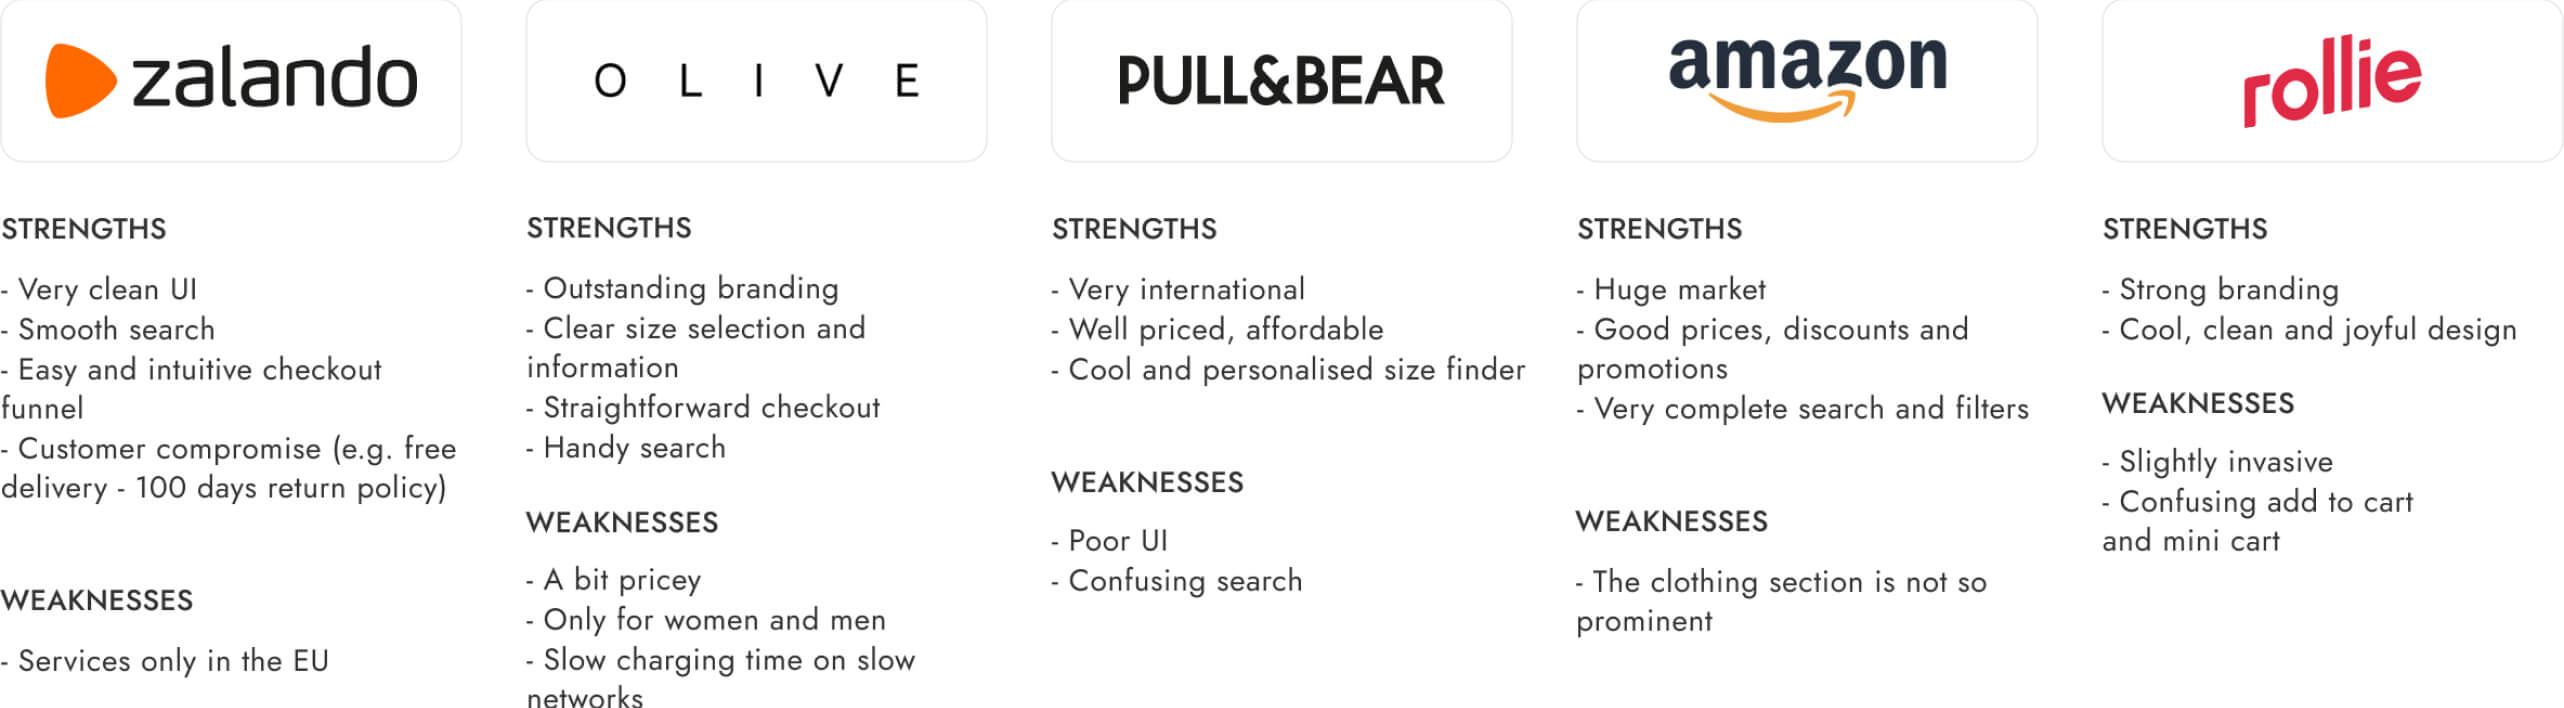 zalando
STRENGTHS
- Very clean UI
- Smooth search
- Easy and intuitive checkout
funnel
- Customer compromise (e.g. free
delivery - 100 days return policy)
WEAKNESSES
- Services only in the EU
O L I V E
STRENGTHS
- Outstanding branding
- Clear size selection and
information
- Straightforward checkout
- Handy search
WEAKNESSES
- A bit pricey
- Only for women and men
- Slow charging time on slow
networks
PULL&BEAR
STRENGTHS
- Very international
- Well priced, affordable
- Cool and personalised size finder
WEAKNESSES
- Poor UI
- Confusing search
amazon
STRENGTHS
- Huge market
- Good prices, discounts and
promotions
- Very complete search and filters
WEAKNESSES
- The clothing section is not so
prominent
rollie
STRENGTHS
- Strong branding
- Cool, clean and joyful design
WEAKNESSES
- Slightly invasive
- Confusing add to cart
and mini cart